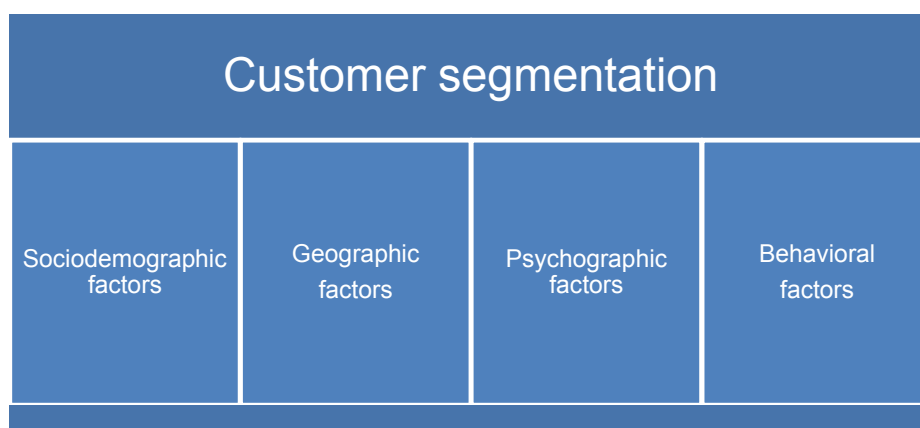 Customer segmentation
Sociodemographic
factors
Geographic
factors
Psychographic
factors
Behavioral
factors